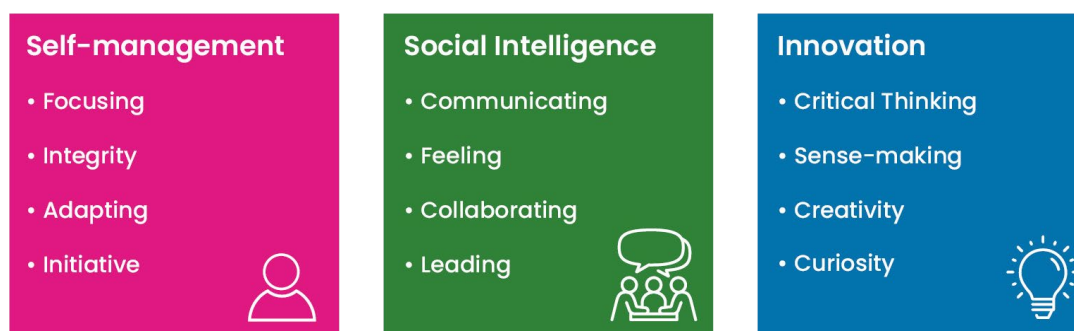 Self-management
• Focusing
• Integrity
• Adapting
• Initiative
Social Intelligence
• Communicating
• Feeling
• Collaborating
• Leading
Innovation
• Critical Thinking
• Sense-making
• Creativity
• Curiosity